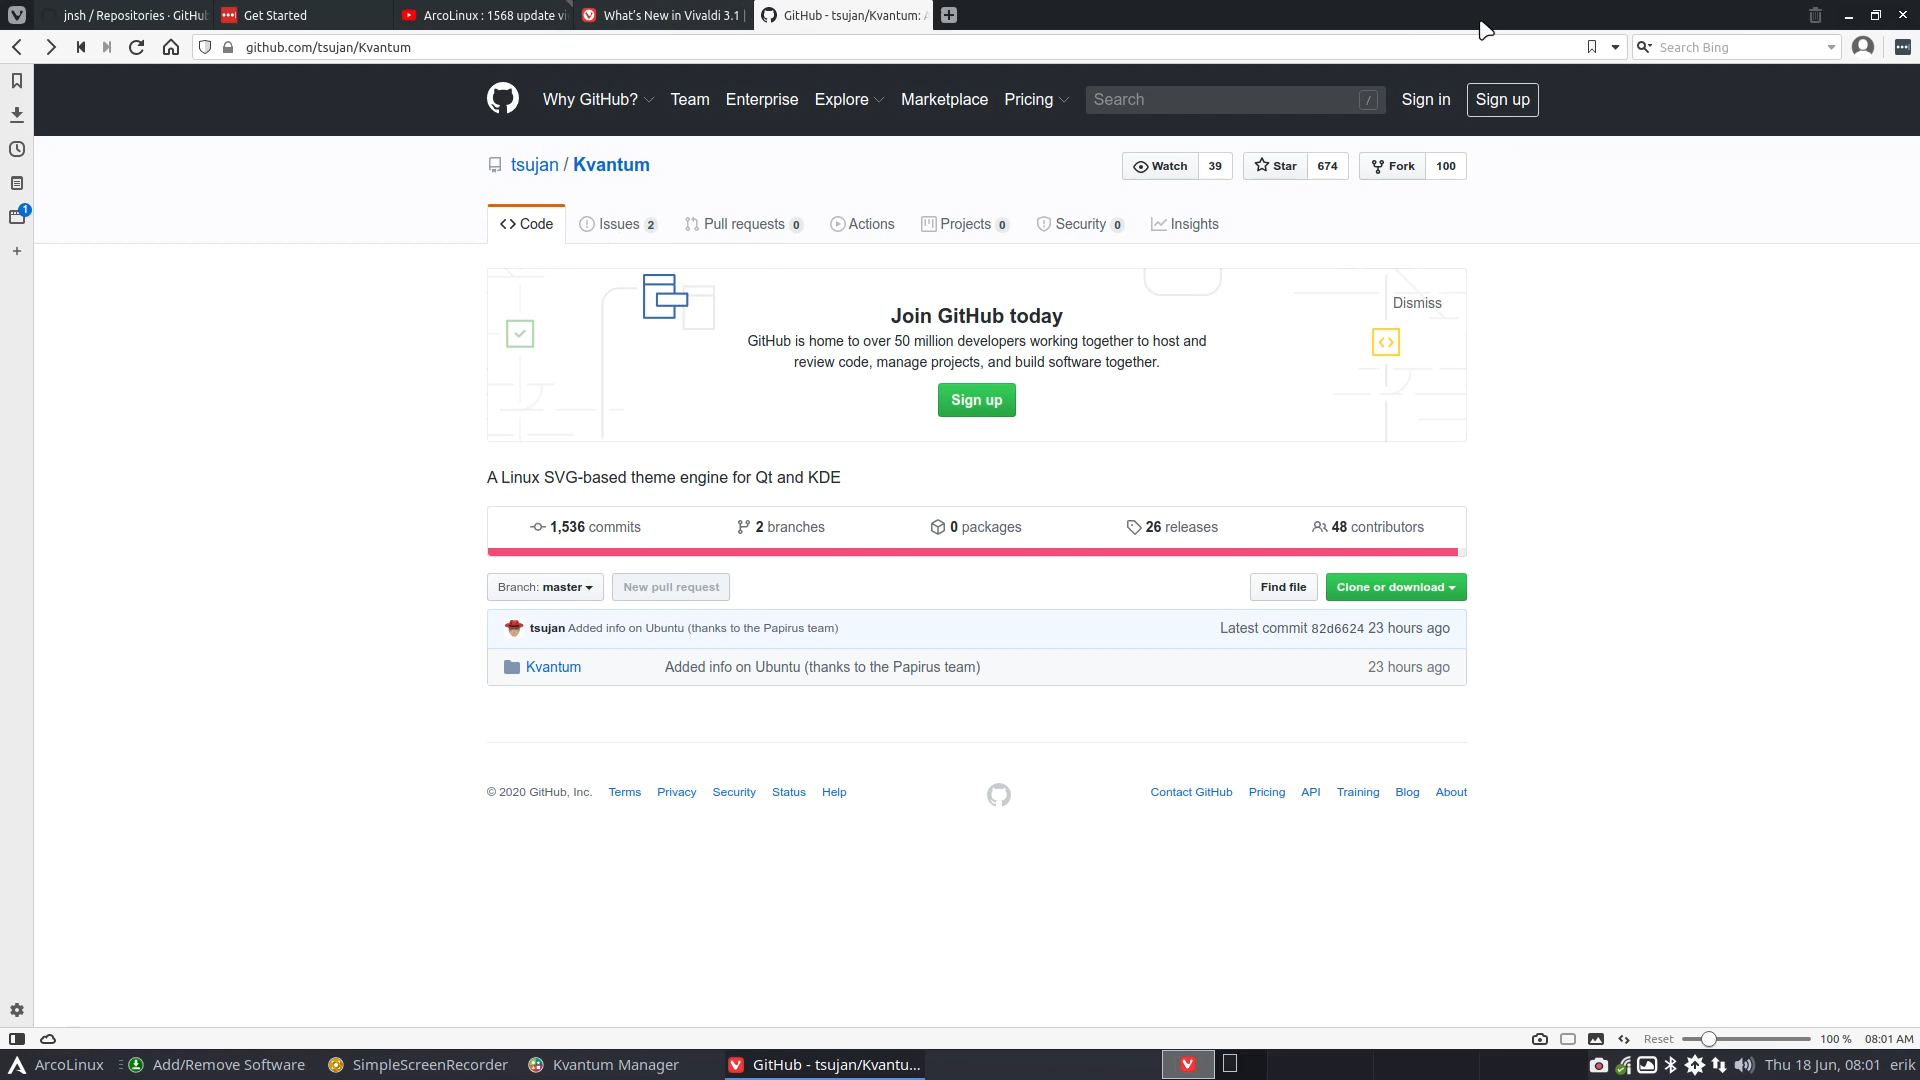 jnsh / Repositories · GitHu
Get Started
ArcoLinux : 1568 update vi
What's New in Vivaldi 3.1
GitHub - tsujan/Kvantum:
github.com/tsujan/Kvantum
Search Bing
Why GitHub?
Team
Enterprise
Explore
Marketplace
Pricing
Search
/
Sign in
Sign up
tsujan / Kvantum
Watch 39
Star 674
Fork 100
1
Code
Issues 2
Pull requests 0
Actions
Projects 0
Security 0
Insights
Join GitHub today
Dismiss
GitHub is home to over 50 million developers working together to host and
review code, manage projects, and build software together.
Sign up
A Linux SVG-based theme engine for Qt and KDE
1,536 commits
2 branches
0 packages
26 releases
48 contributors
Branch: master
New pull request
Find file
Clone or download
tsujan Added info on Ubuntu (thanks to the Papirus team)
Latest commit 82d6624 23 hours ago
Kvantum
Added info on Ubuntu (thanks to the Papirus team)
23 hours ago
© 2020 GitHub, Inc.
Terms
Privacy
Security
Status
Help
Contact GitHub
Pricing
API
Training
Blog
About
Reset
100 %
08:01 AM
ArcoLinux
Add/Remove Software
SimpleScreenRecorder
Kvantum Manager
GitHub - tsujan/Kvantu...
Thu 18 Jun, 08:01
erik